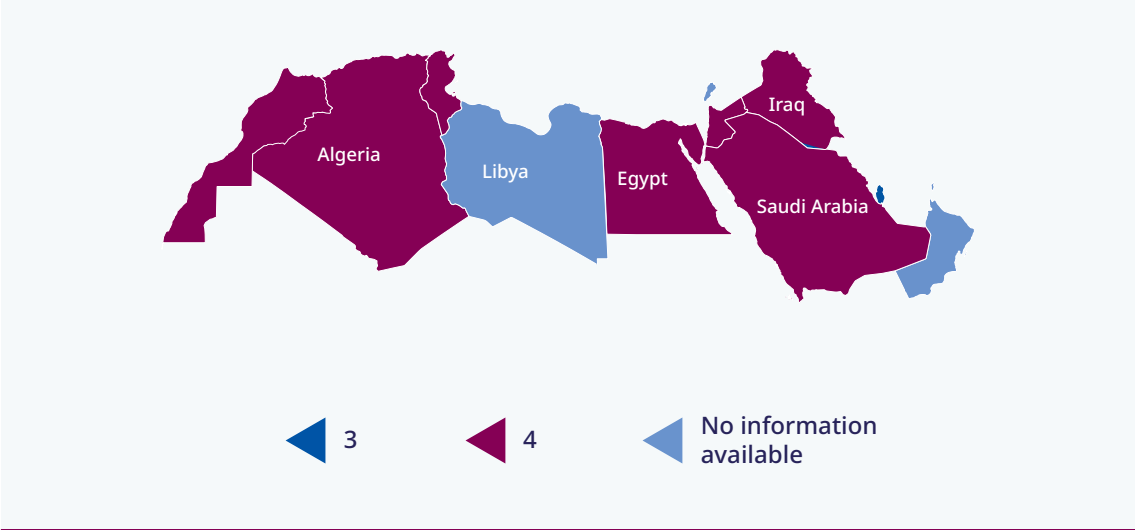 Iraq
Algeria
Libya
Egypt
Saudi Arabia
3
4
No information
available